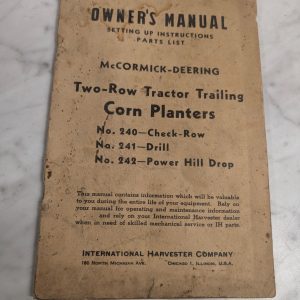 OWNER'S MANUAL
SETTING UP INSTRUCTIONS
PARTS LIST
McCORMICK-DEERING
Two-Row Tractor Trailing
Corn Planters
No. 240—Check-Row
No. 241—Drill
No. 242—Power Hill Drop
This manual contains information which will be valuable
to you during the entire life of your equipment. Rely on
your manual for operating and maintenance information
and rely on your International Harvester dealer
when in need of skilled mechanical service or IH parts.
INTERNATIONAL HARVESTER COMPANY
180 NORTH MICHIGAN AVE. CHICAGO 1, ILLINOIS, U.S.A.